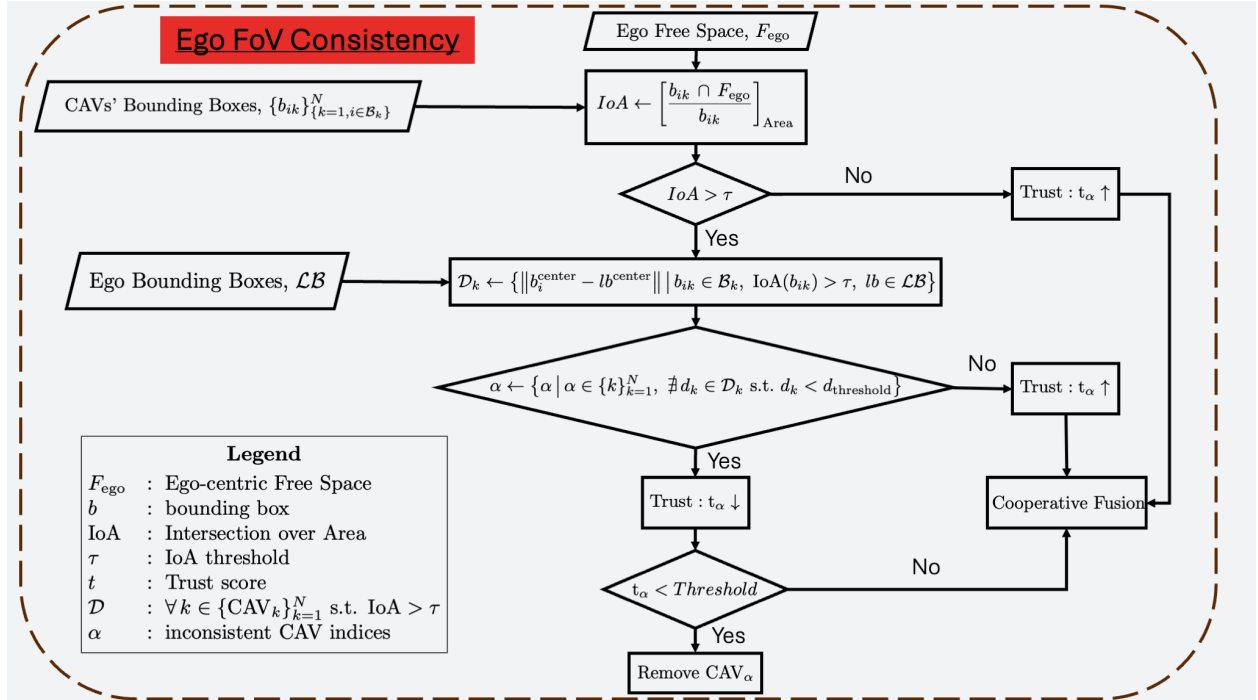 Ego FoV Consistency
Ego Free Space, F_ego
CAVs' Bounding Boxes, {b_ik}^N_{k=1,i∈ℬ_k}
IoA ← [b_ik ∩ F_ego / b_ik]_Area
IoA > τ
No
Trust : t_α ↑
Yes
Ego Bounding Boxes, ℒℬ
𝒟_k ← {‖b_i^center − lb^center‖ | b_ik ∈ ℬ_k, IoA(b_ik) > τ, lb ∈ ℒℬ}
α ← {α | α ∈ {k}^N_k=1, ∄ d_k ∈ 𝒟_k s.t. d_k < d_threshold}
No
Trust : t_α ↑
Yes
Trust : t_α ↓
Cooperative Fusion
t_α < Threshold
No
Yes
Remove CAV_α
Legend
F_ego : Ego-centric Free Space
b : bounding box
IoA : Intersection over Area
τ : IoA threshold
t : Trust score
𝒟 : ∀ k ∈ {CAV_k}^N_k=1 s.t. IoA > τ
α : inconsistent CAV indices